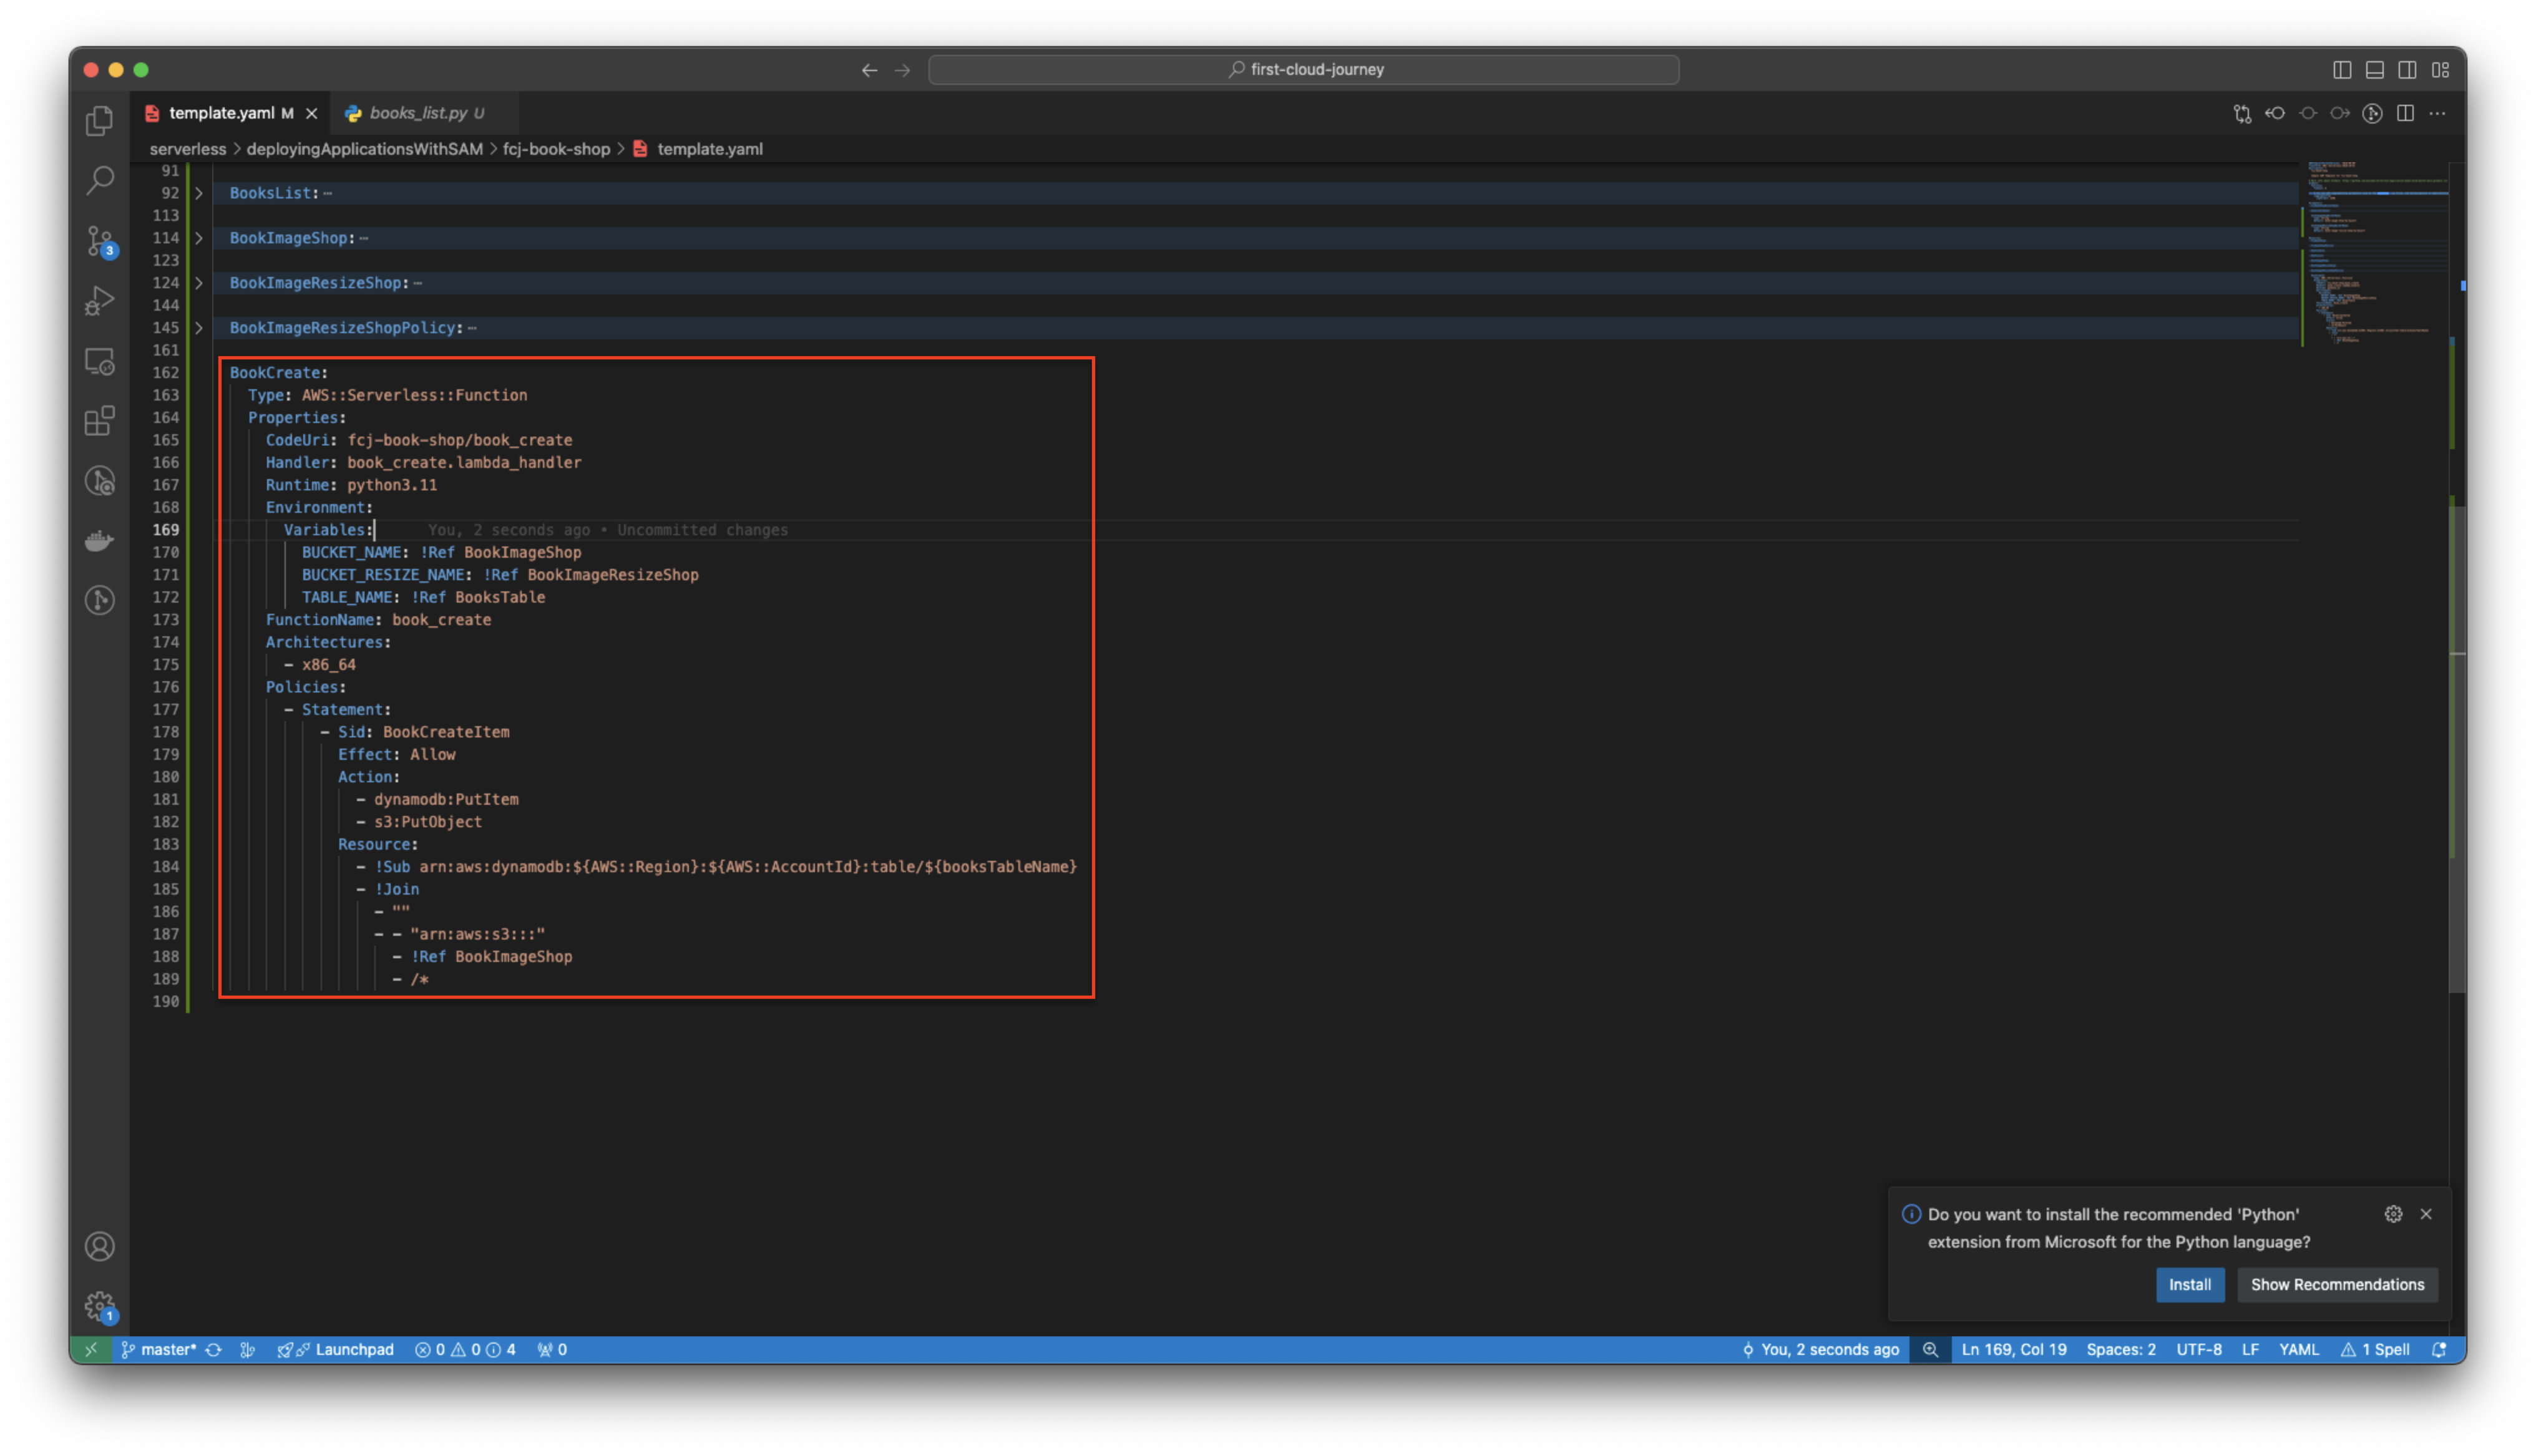 first-cloud-journey
template.yaml M
books_list.py U
serverless > deployingApplicationsWithSAM > fcj-book-shop > template.yaml
91
92 BooksList:
113
114 BookImageShop:
123
124 BookImageResizeShop:
144
145 BookImageResizeShopPolicy:
161
162 BookCreate:
163 Type: AWS::Serverless::Function
164 Properties:
165 CodeUri: fcj-book-shop/book_create
166 Handler: book_create.lambda_handler
167 Runtime: python3.11
168 Environment:
169 Variables: You, 2 seconds ago • Uncommitted changes
170 BUCKET_NAME: !Ref BookImageShop
171 BUCKET_RESIZE_NAME: !Ref BookImageResizeShop
172 TABLE_NAME: !Ref BooksTable
173 FunctionName: book_create
174 Architectures:
175 - x86_64
176 Policies:
177 - Statement:
178 - Sid: BookCreateItem
179 Effect: Allow
180 Action:
181 - dynamodb:PutItem
182 - s3:PutObject
183 Resource:
184 - !Sub arn:aws:dynamodb:${AWS::Region}:${AWS::AccountId}:table/${booksTableName}
185 - !Join
186 - ""
187 - - "arn:aws:s3:::"
188 - !Ref BookImageShop
189 - /*
190
3
1
Do you want to install the recommended 'Python'
extension from Microsoft for the Python language?
Install
Show Recommendations
master* Launchpad 0 0 4 0 You, 2 seconds ago Ln 169, Col 19 Spaces: 2 UTF-8 LF YAML 1 Spell